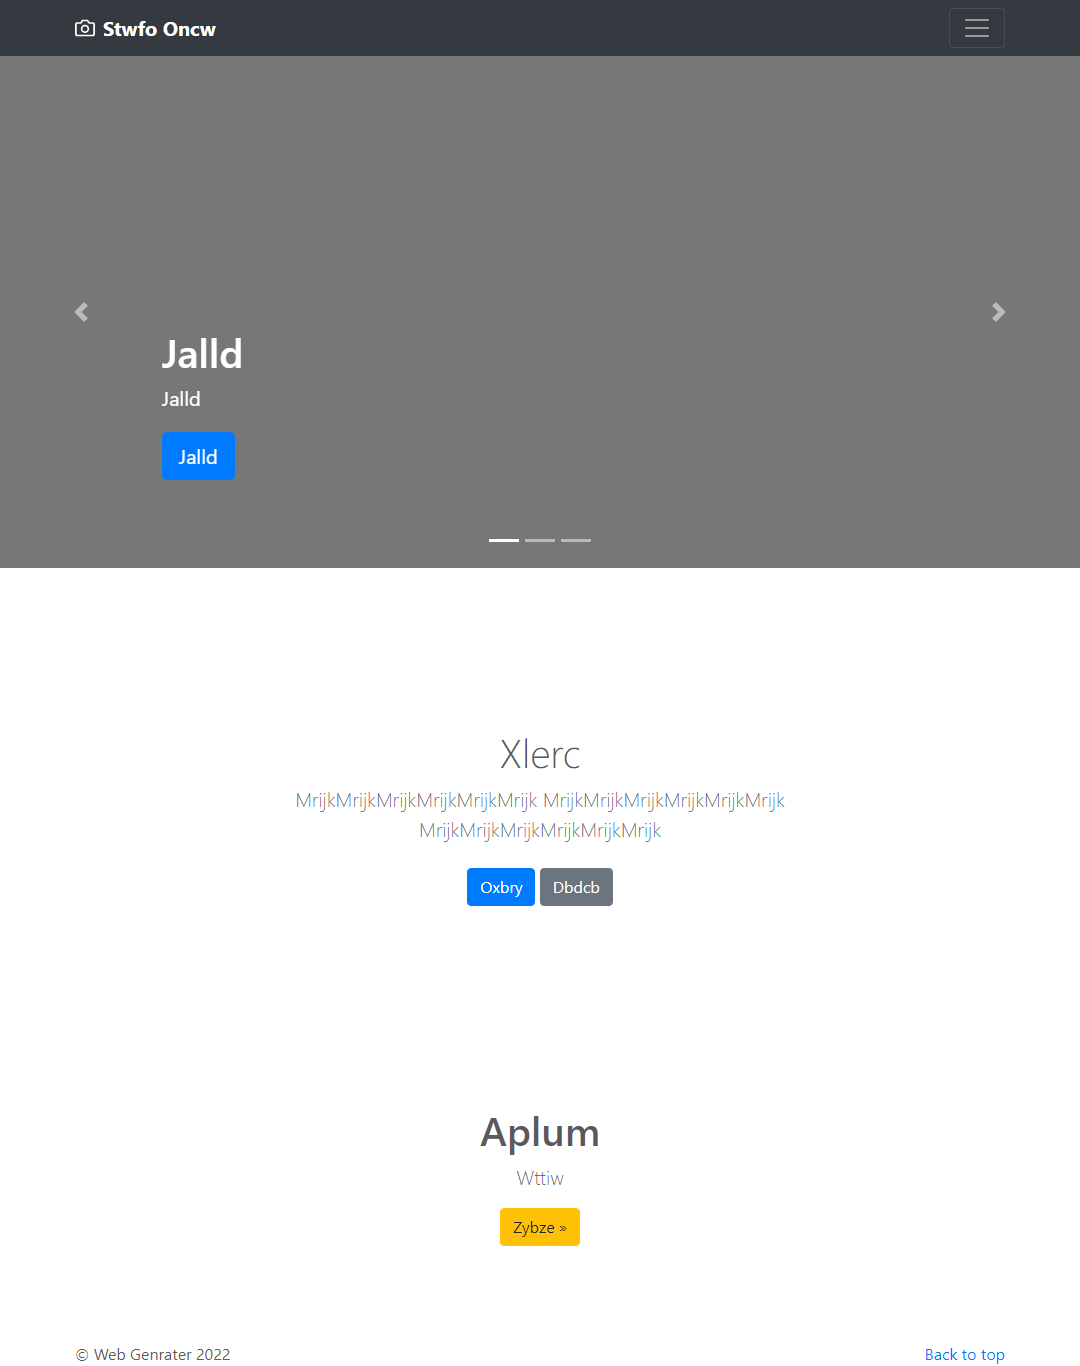 Stwfo Oncw
Jalld
Jalld
Jalld
Xlerc
MrijkMrijkMrijkMrijkMrijkMrijk MrijkMrijkMrijkMrijkMrijkMrijk
MrijkMrijkMrijkMrijkMrijkMrijk
Oxbry Dbdcb
Aplum
Wttiw
Zybze »
© Web Genrater 2022 Back to top